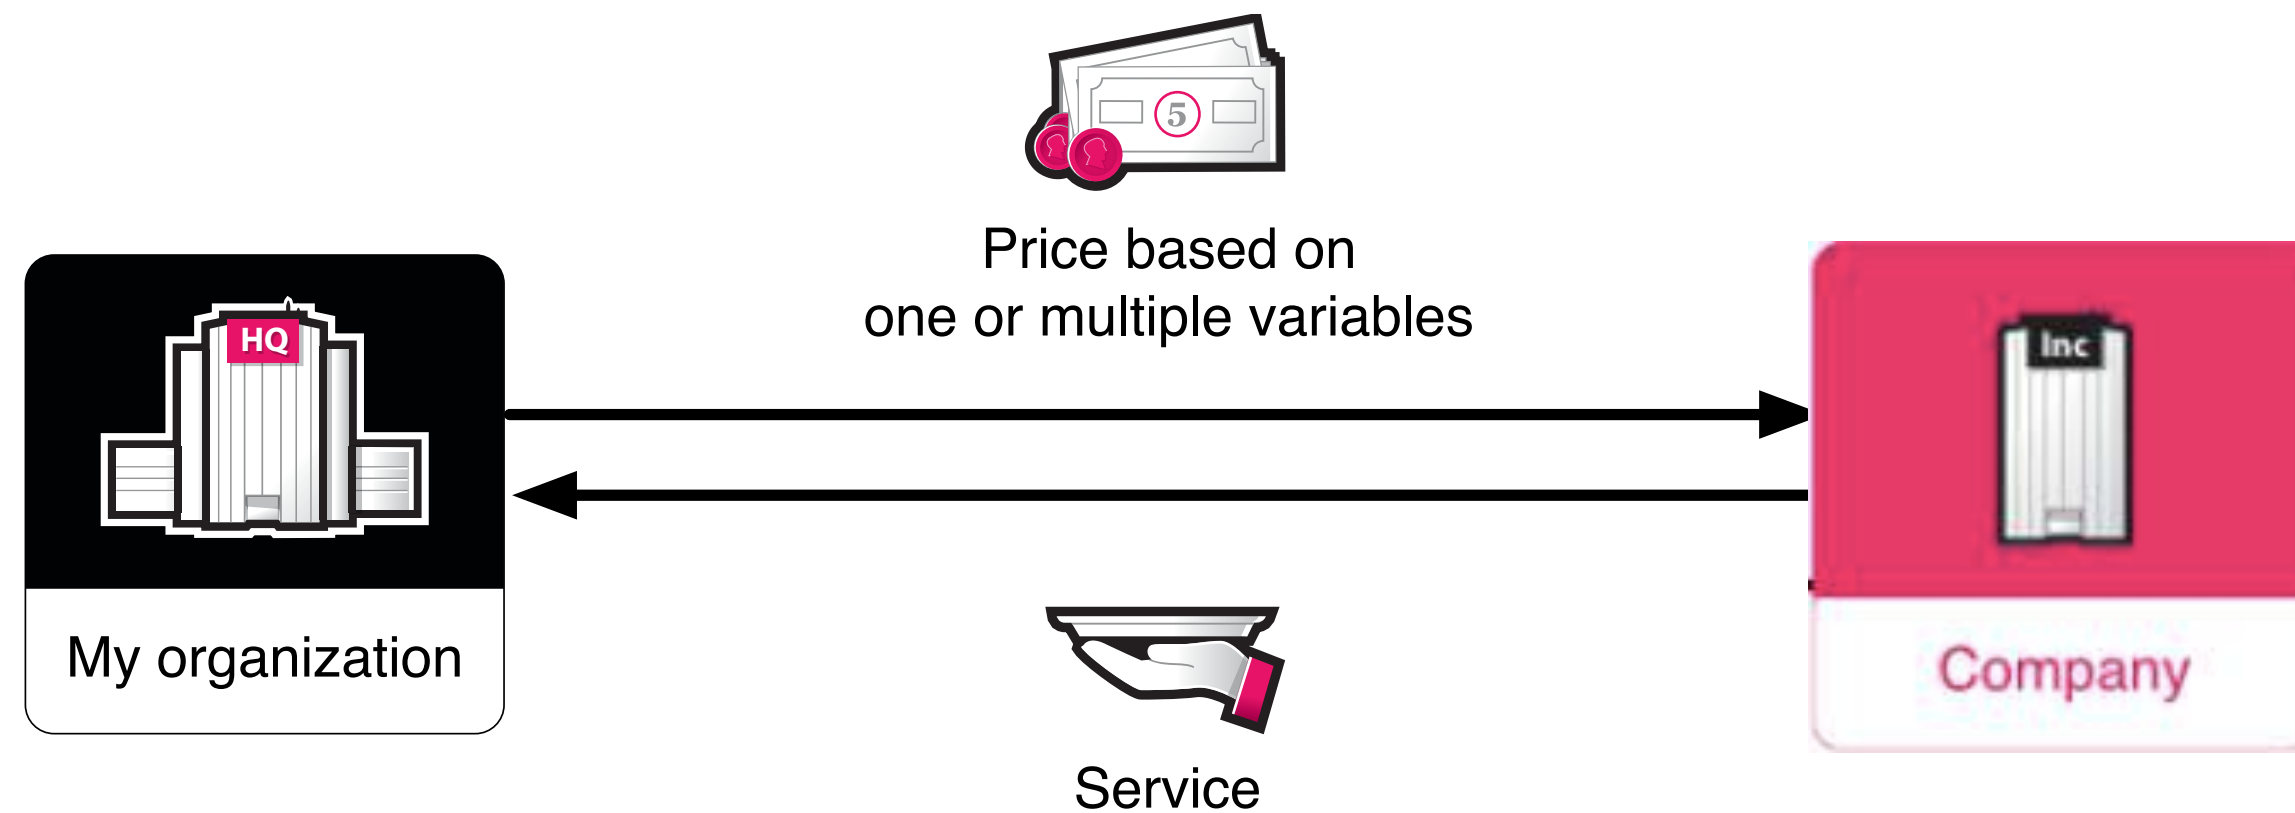 5
Price based on
one or multiple variables
HQ
Inc
My organization
Company
Service